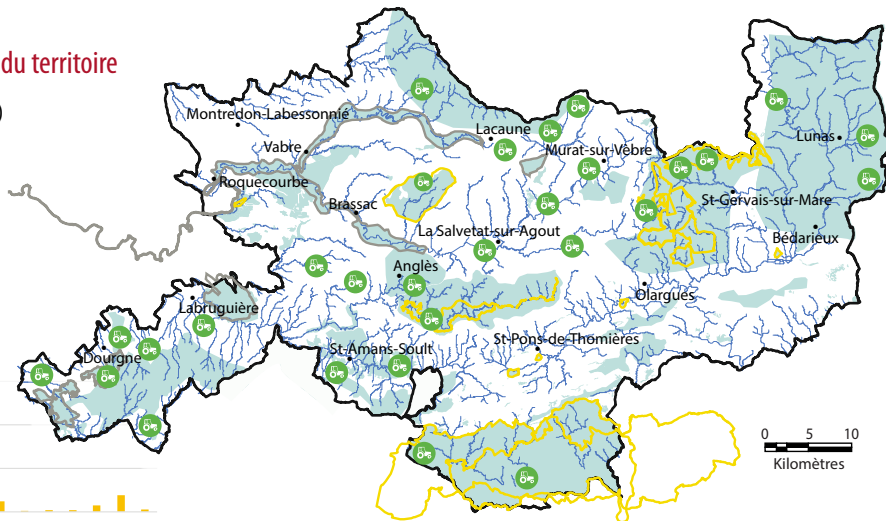 du territoire
)
Montredon-Labessonnié
Lacaune
Lunas
Vabre
Murat-sur-Vèbre
Roquecourbe
St-Gervais-sur-Mare
Brassac
La Salvetat-sur-Agout
Bédarieux
Anglès
Olargues
Labruguière
St-Pons-de-Thomières
St-Amans-Soult
Dourgne
0 5 10
Kilomètres